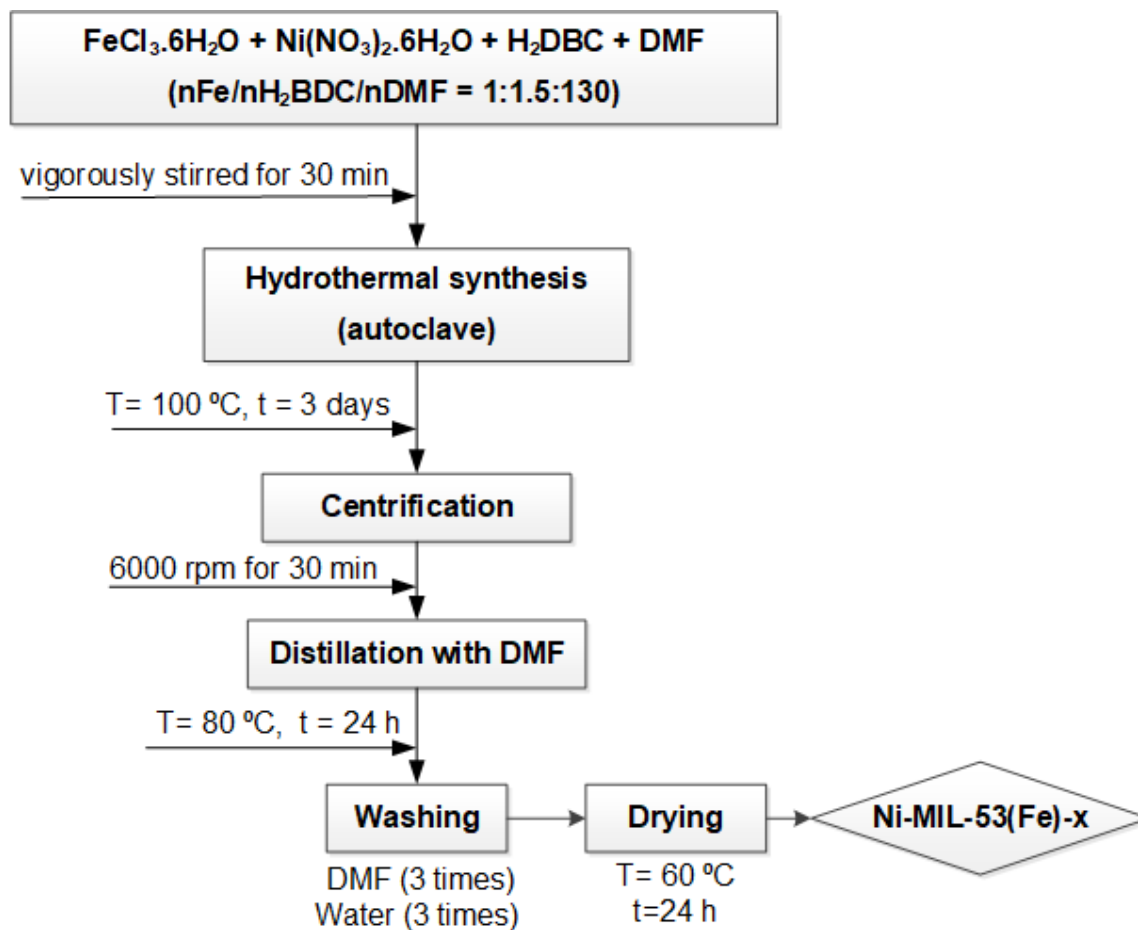 FeCl₃.6H₂O + Ni(NO₃)₂.6H₂O + H₂DBC + DMF
(nFe/nH₂BDC/nDMF = 1:1.5:130)
vigorously stirred for 30 min
Hydrothermal synthesis
(autoclave)
T= 100 ºC, t = 3 days
Centrification
6000 rpm for 30 min
Distillation with DMF
T= 80 ºC, t = 24 h
Washing
Drying
Ni-MIL-53(Fe)-x
DMF (3 times)
Water (3 times)
T= 60 ºC
t=24 h